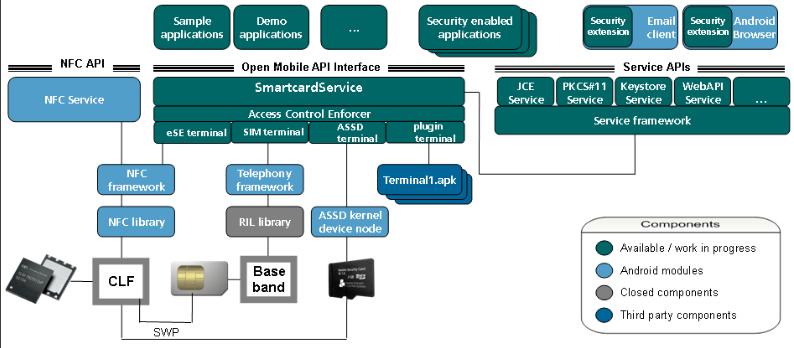 Sample
applications
Demo
applications
...
Security enabled
applications
Security
extension
Email
client
Security
extension
Android
Browser
NFC API
Open Mobile API Interface
Service APIs
NFC Service
SmartcardService
Access Control Enforcer
eSE terminal
SIM terminal
ASSD
terminal
plugin
terminal
JCE
Service
PKCS#11
Service
Keystore
Service
WebAPI
Service
...
Service framework
NFC
framework
Telephony
framework
Terminal1.apk
NFC library
RIL library
ASSD kernel
device node
CLF
Base
band
SWP
Components
Available / work in progress
Android modules
Closed components
Third party components